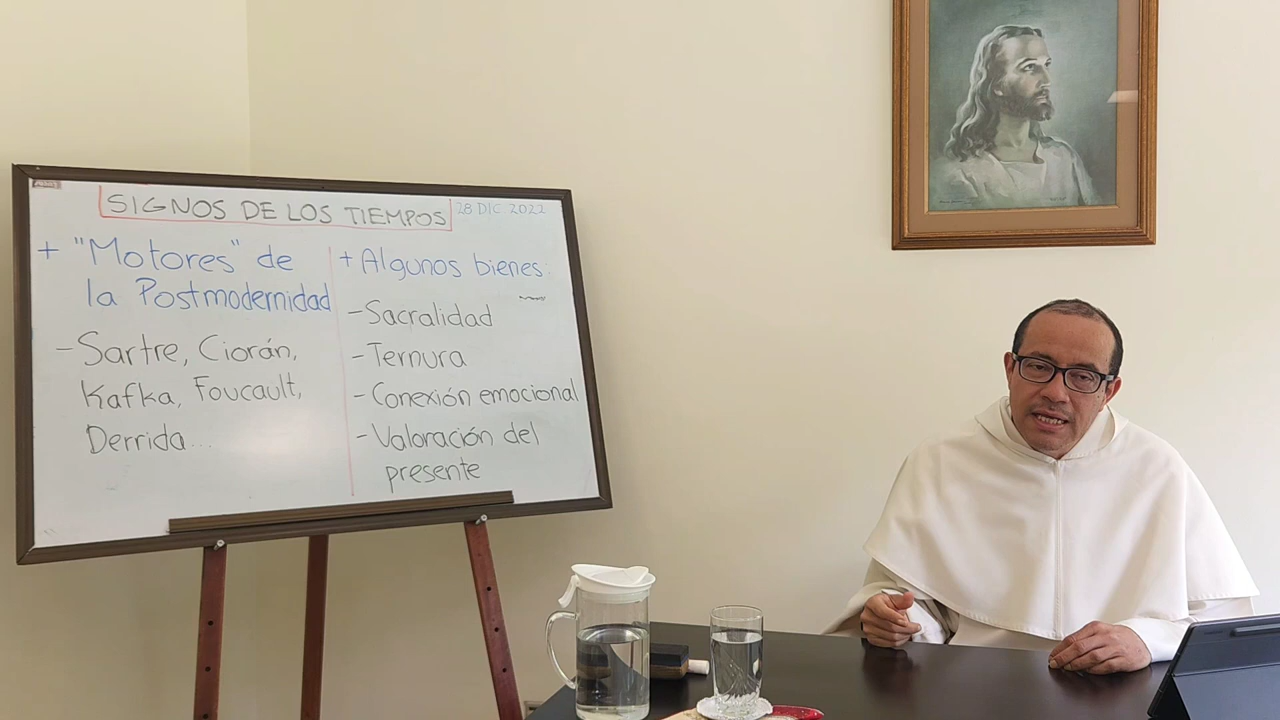 SIGNOS DE LOS TIEMPOS 28 DIC. 2022
+ "Motores" de
la Postmodernidad
- Sartre, Ciorán,
Kafka, Foucault,
Derrida...
+ Algunos bienes:
- Sacralidad
- Ternura
- Conexión emocional
- Valoración del
presente